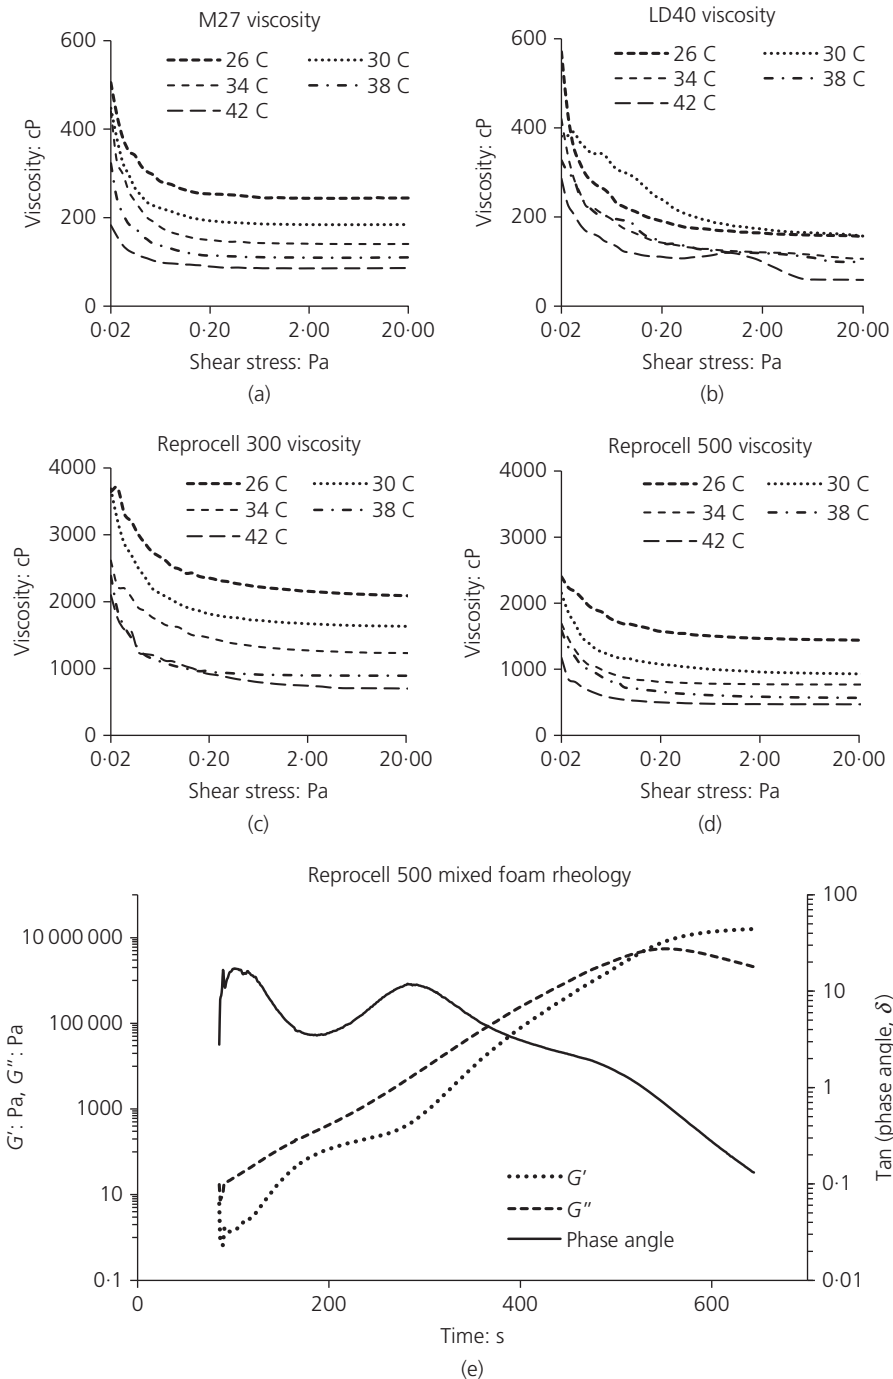 M27 viscosity
600
400
200
0
Viscosity: cP
26 C
30 C
34 C
38 C
42 C
0·02
0·20
2·00
20·00
Shear stress: Pa
(a)
LD40 viscosity
600
400
200
0
Viscosity: cP
26 C
30 C
34 C
38 C
42 C
0·02
0·20
2·00
20·00
Shear stress: Pa
(b)
Reprocell 300 viscosity
4000
3000
2000
1000
0
Viscosity: cP
26 C
30 C
34 C
38 C
42 C
0·02
0·20
2·00
20·00
Shear stress: Pa
(c)
Reprocell 500 viscosity
4000
3000
2000
1000
0
Viscosity: cP
26 C
30 C
34 C
38 C
42 C
0·02
0·20
2·00
20·00
Shear stress: Pa
(d)
Reprocell 500 mixed foam rheology
10 000 000
100 000
1000
10
0·1
G′: Pa, G″: Pa
100
10
1
0·1
0·01
Tan (phase angle, δ)
G′
G″
Phase angle
0
200
400
600
Time: s
(e)